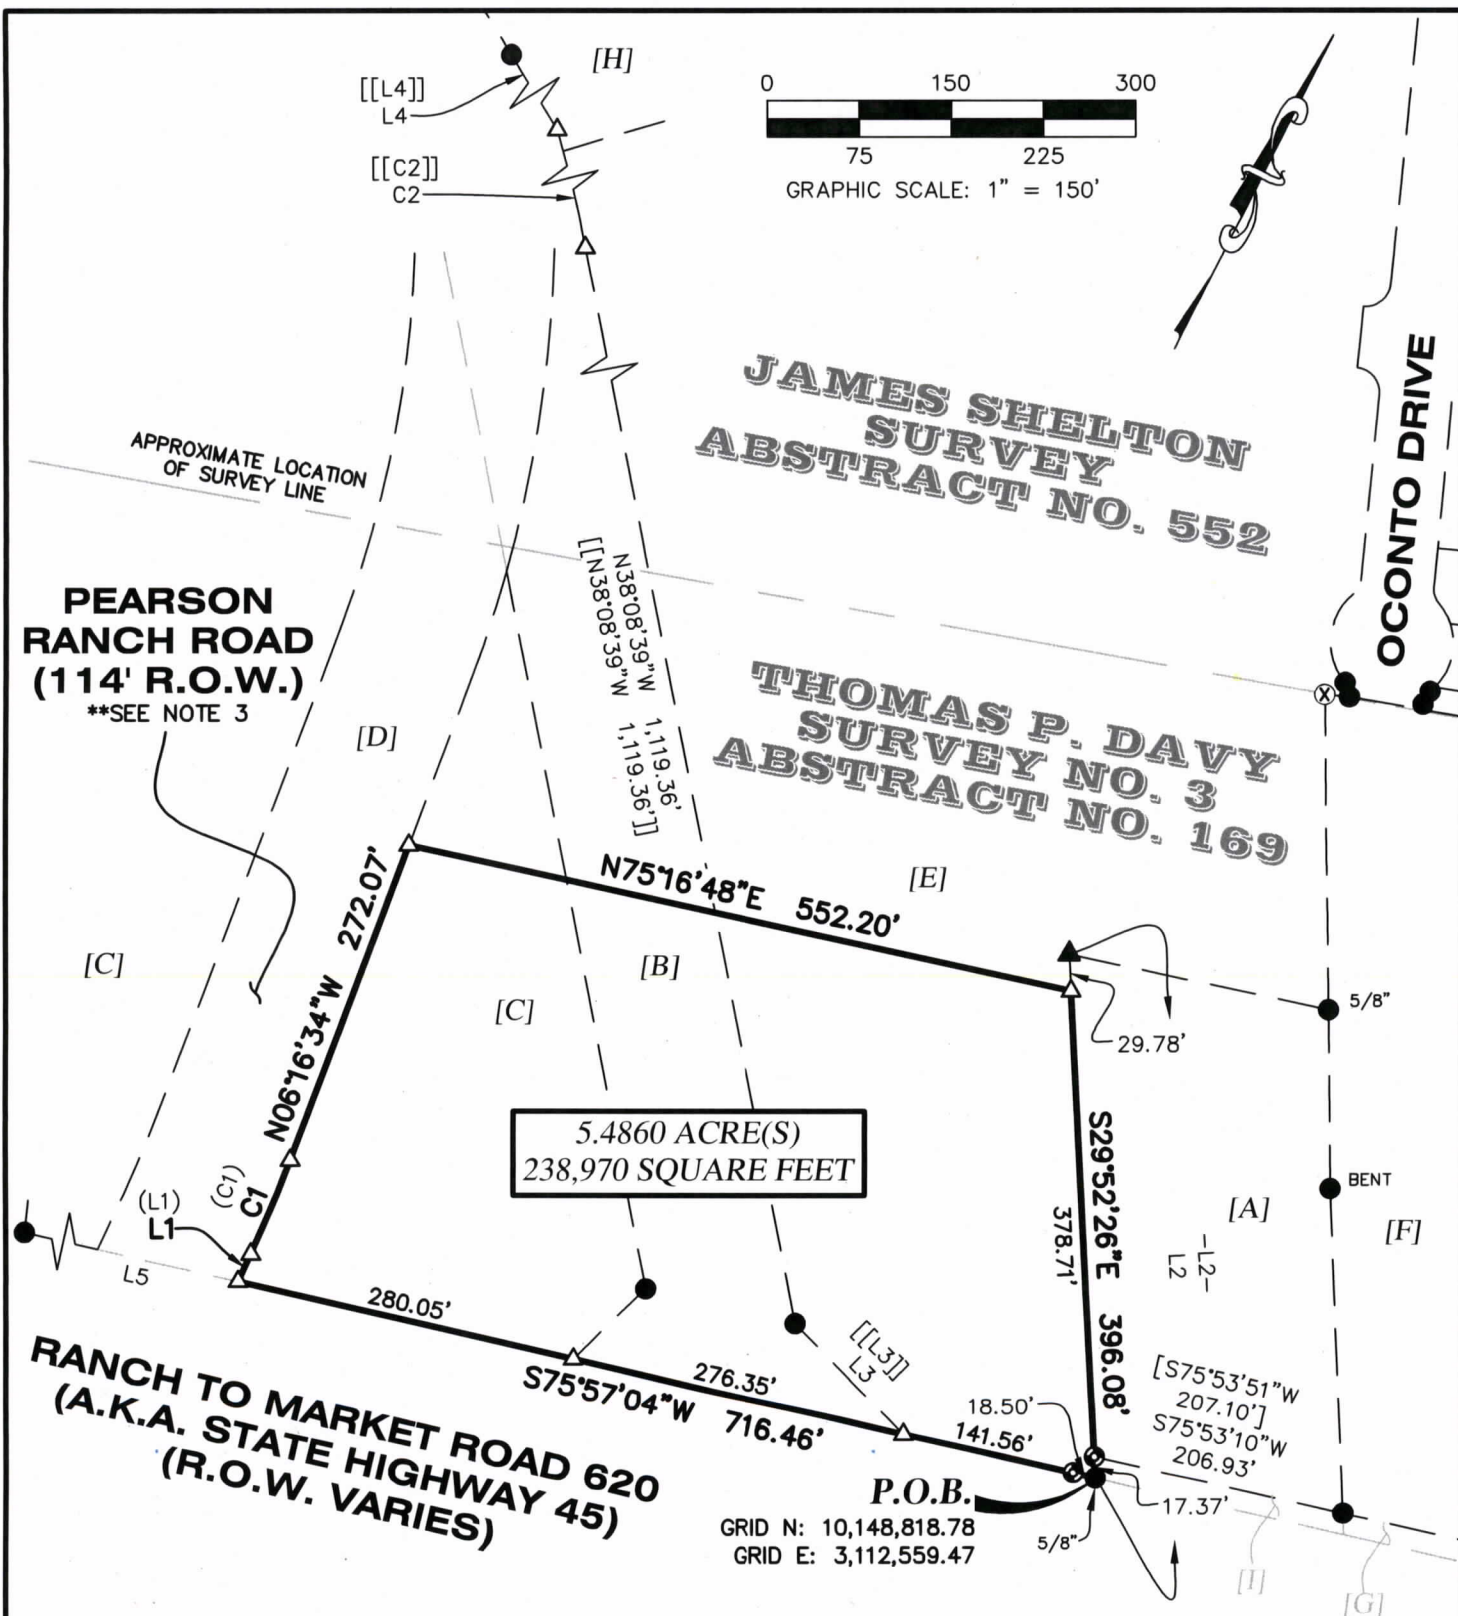 [H]
[[L4]]
L4
[[C2]]
C2
0 150 300
75 225
GRAPHIC SCALE: 1" = 150'
JAMES SHELTON
SURVEY
ABSTRACT NO. 552
OCONTO DRIVE
APPROXIMATE LOCATION
OF SURVEY LINE
N38°08'39"W 1,119.36'
[[N38°08'39"W 1,119.36']]
PEARSON
RANCH ROAD
(114' R.O.W.)
**SEE NOTE 3
[D]
THOMAS P. DAVY
SURVEY NO. 3
ABSTRACT NO. 169
X
N75°16'48"E 552.20'
[E]
N06°16'34"W 272.07'
[C]
[B]
[C]
5/8"
29.78'
5.4860 ACRE(S)
238,970 SQUARE FEET
S29°52'26"E 396.08'
378.71'
[A]
BENT
[F]
-L2-
L2
(C1)
C1
(L1)
L1
L5
280.05'
[[L3]]
L3
276.35'
S75°57'04"W 716.46'
141.56'
18.50'
[S75°53'51"W
207.10']
S75°53'10"W
206.93'
17.37'
RANCH TO MARKET ROAD 620
(A.K.A. STATE HIGHWAY 45)
(R.O.W. VARIES)
P.O.B.
GRID N: 10,148,818.78
GRID E: 3,112,559.47
5/8"
[I]
[G]